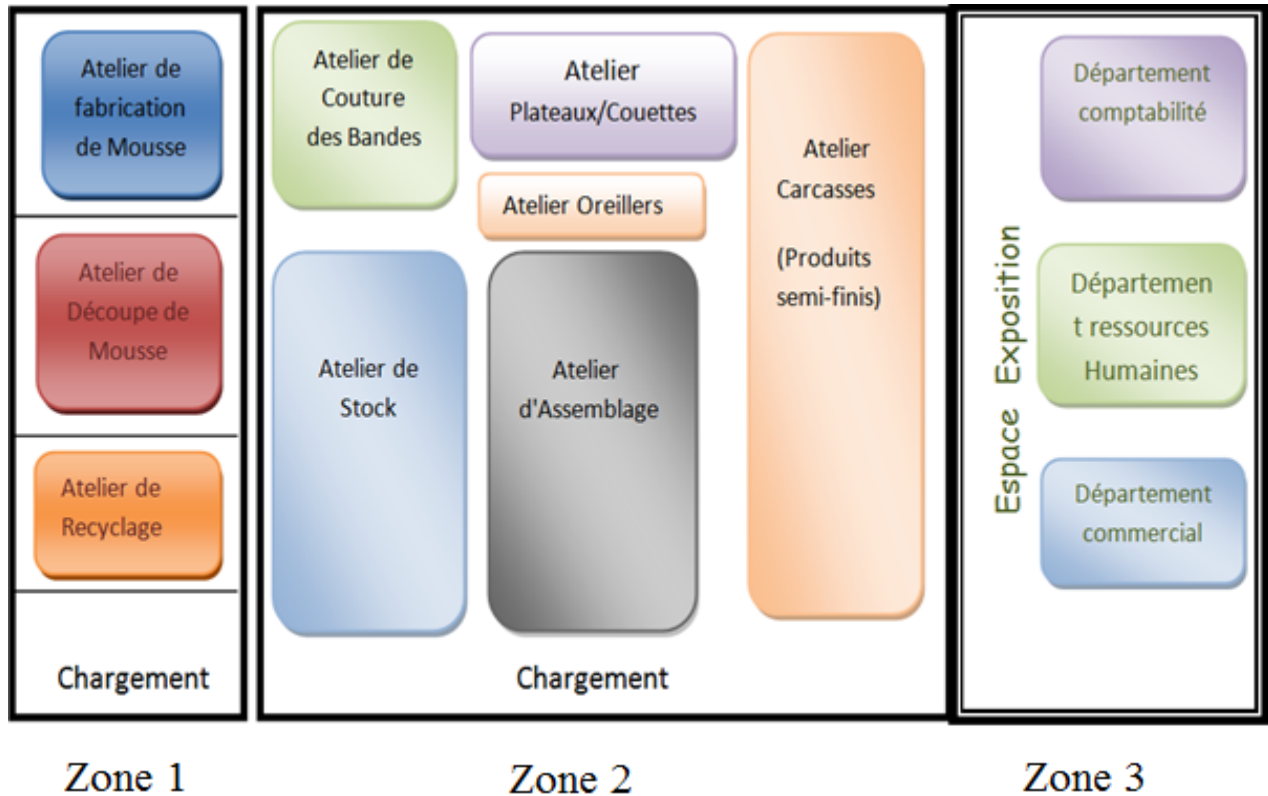 Atelier de
fabrication
de Mousse
Atelier de
Découpe de
Mousse
Atelier de
Recyclage
Chargement
Atelier de
Couture
des Bandes
Atelier
Plateaux/Couettes
Atelier Oreillers
Atelier
Carcasses
(Produits
semi-finis)
Atelier de
Stock
Atelier
d'Assemblage
Chargement
Espace Exposition
Département
comptabilité
Départemen
t ressources
Humaines
Département
commercial
Zone 1
Zone 2
Zone 3